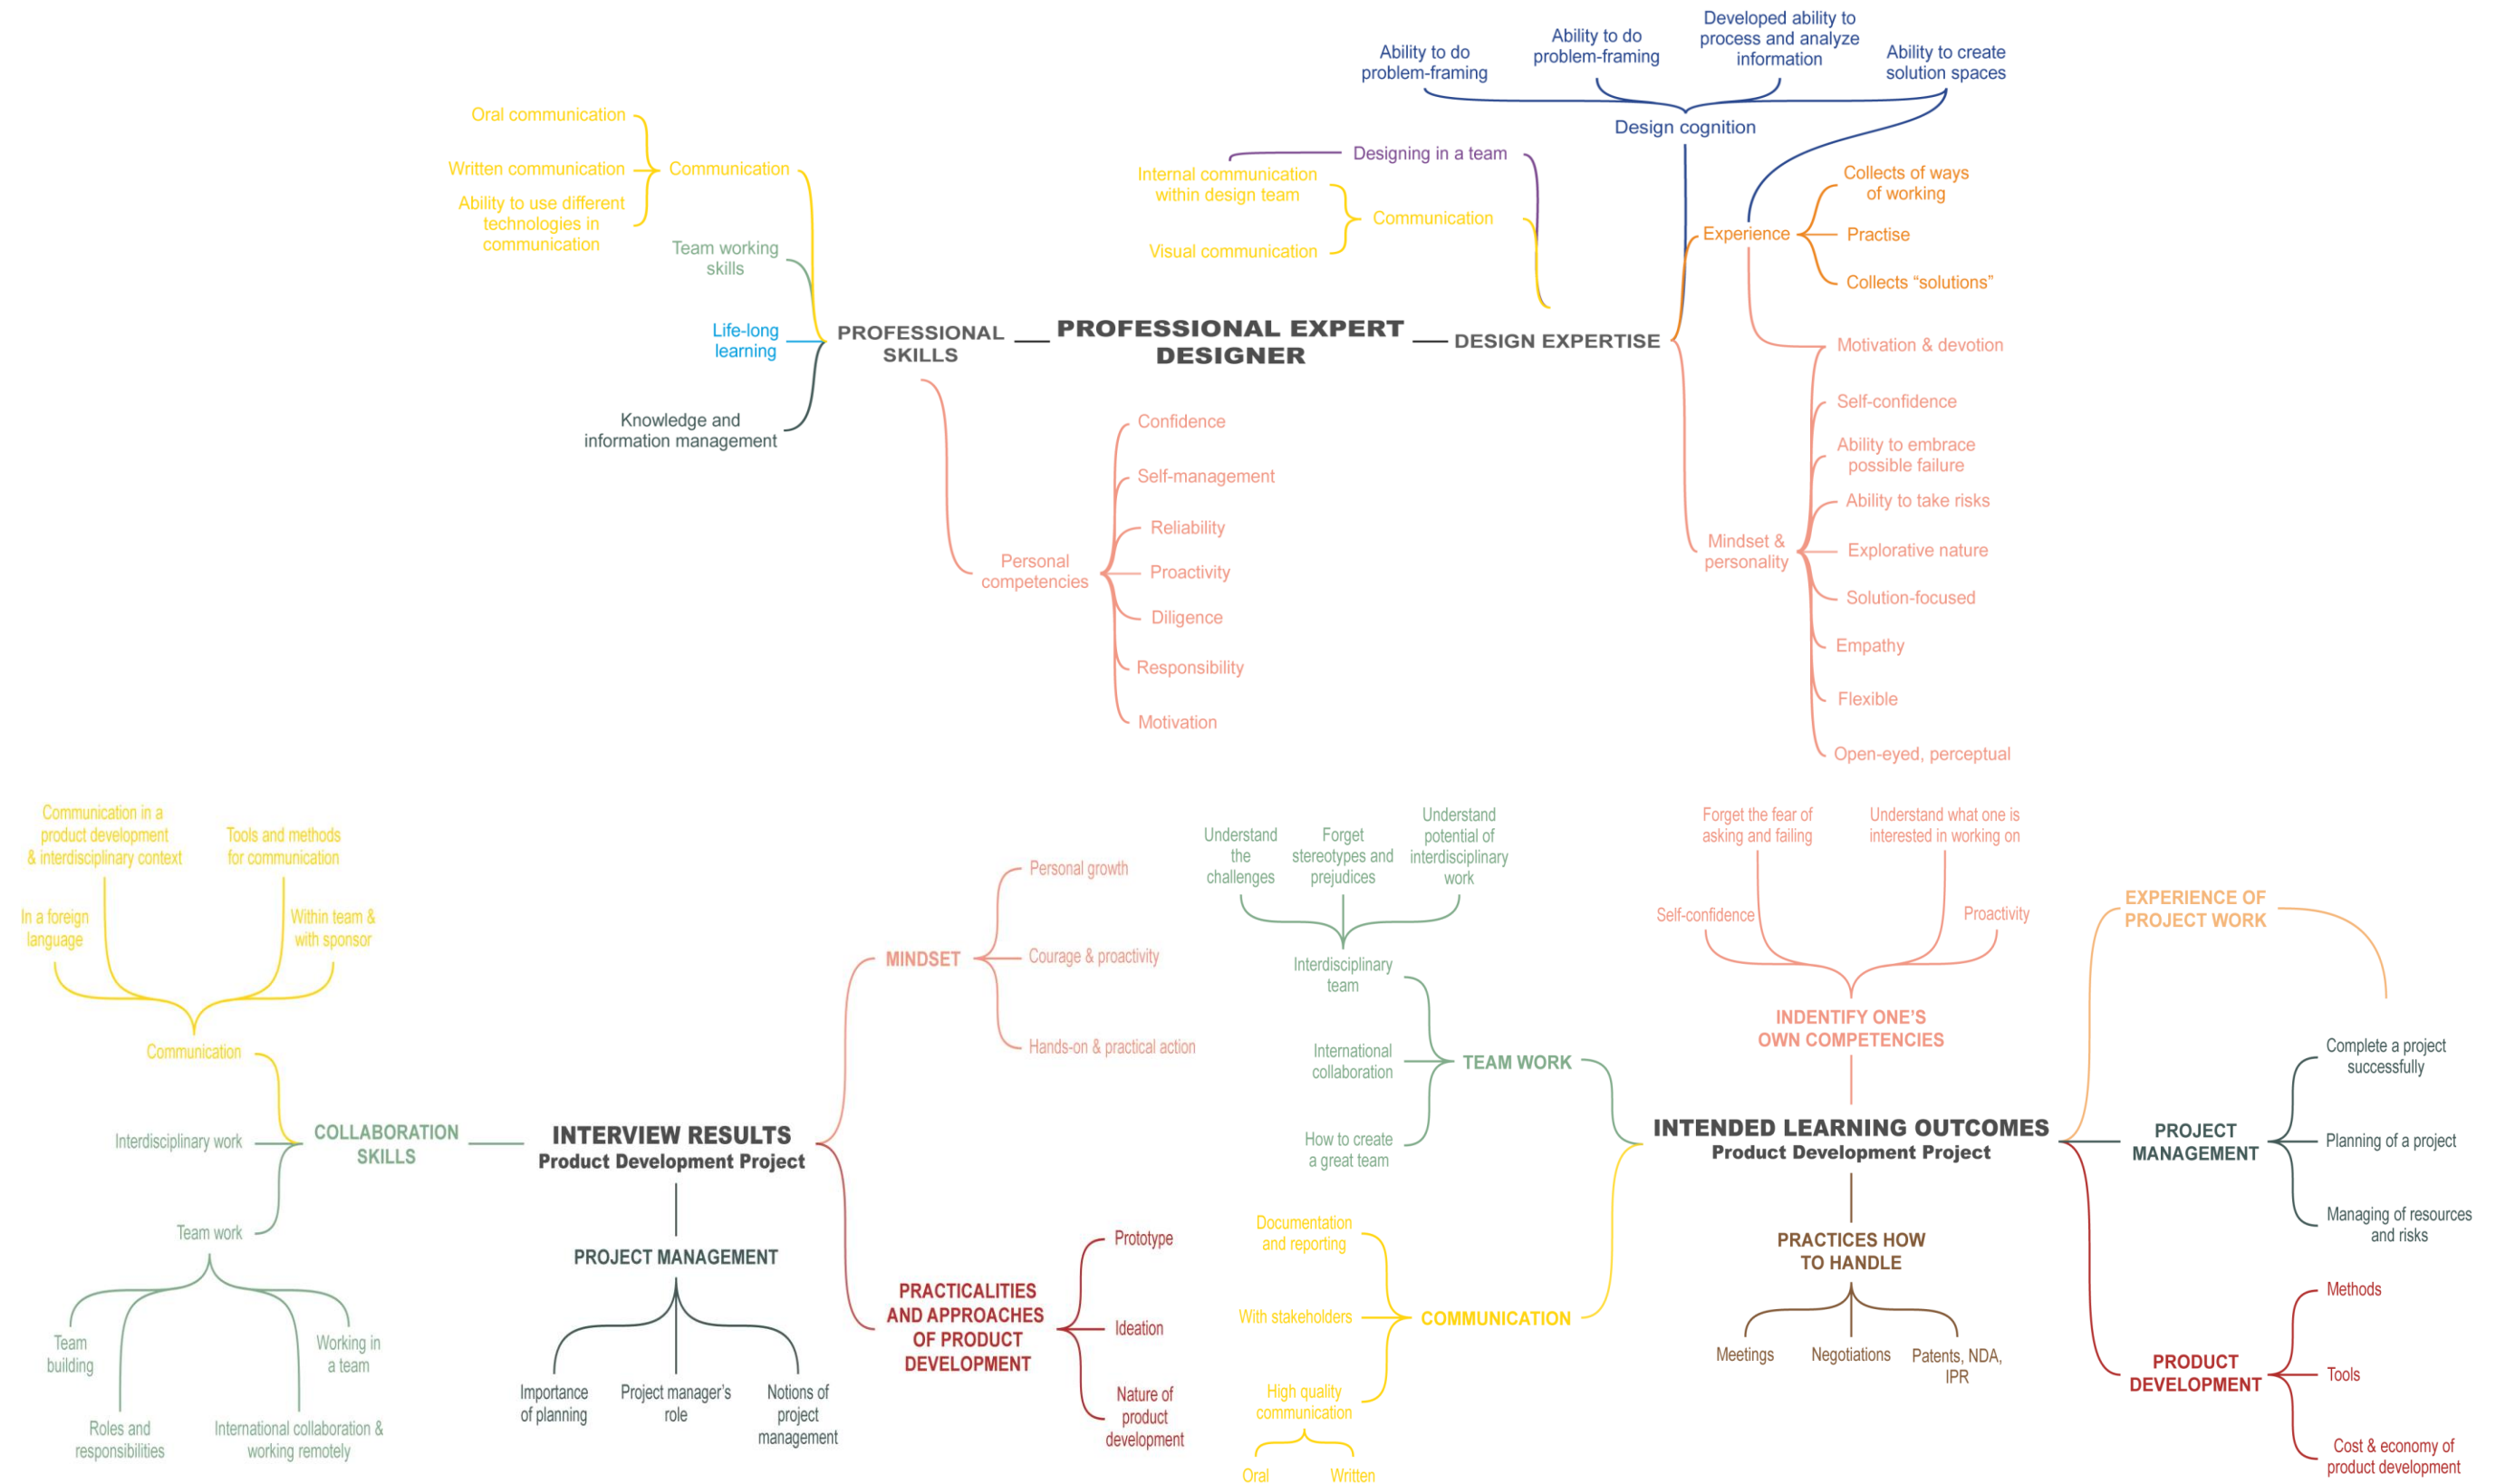 Ability to do
problem-framing
Ability to do
problem-framing
Developed ability to
process and analyze
information
Ability to create
solution spaces
Design cognition
Oral communication
Written communication
Ability to use different
technologies in
communication
Communication
Team working
skills
Life-long
learning
Knowledge and
information management
PROFESSIONAL
SKILLS
PROFESSIONAL EXPERT
DESIGNER
DESIGN EXPERTISE
Designing in a team
Internal communication
within design team
Communication
Visual communication
Experience
Collects of ways
of working
Practise
Collects “solutions”
Personal
competencies
Confidence
Self-management
Reliability
Proactivity
Diligence
Responsibility
Motivation
Mindset &
personality
Motivation & devotion
Self-confidence
Ability to embrace
possible failure
Ability to take risks
Explorative nature
Solution-focused
Empathy
Flexible
Open-eyed, perceptual
Communication in a
product development
& interdisciplinary context
Tools and methods
for communication
In a foreign
language
Within team &
with sponsor
Communication
Interdisciplinary work
COLLABORATION
SKILLS
Team work
Team
building
Roles and
responsibilities
International collaboration &
working remotely
Working in
a team
INTERVIEW RESULTS
Product Development Project
PROJECT MANAGEMENT
Importance
of planning
Project manager’s
role
Notions of
project
management
MINDSET
Personal growth
Courage & proactivity
Hands-on & practical action
PRACTICALITIES
AND APPROACHES
OF PRODUCT
DEVELOPMENT
Prototype
Ideation
Nature of
product
development
Understand
the
challenges
Forget
stereotypes and
prejudices
Understand
potential of
interdisciplinary
work
Interdisciplinary
team
International
collaboration
How to create
a great team
TEAM WORK
Documentation
and reporting
With stakeholders
High quality
communication
Oral
Written
COMMUNICATION
Forget the fear of
asking and failing
Understand what one is
interested in working on
Self-confidence
Proactivity
INDENTIFY ONE’S
OWN COMPETENCIES
INTENDED LEARNING OUTCOMES
Product Development Project
PRACTICES HOW
TO HANDLE
Meetings
Negotiations
Patents, NDA,
IPR
EXPERIENCE OF
PROJECT WORK
PROJECT
MANAGEMENT
Complete a project
successfully
Planning of a project
Managing of resources
and risks
PRODUCT
DEVELOPMENT
Methods
Tools
Cost & economy of
product development